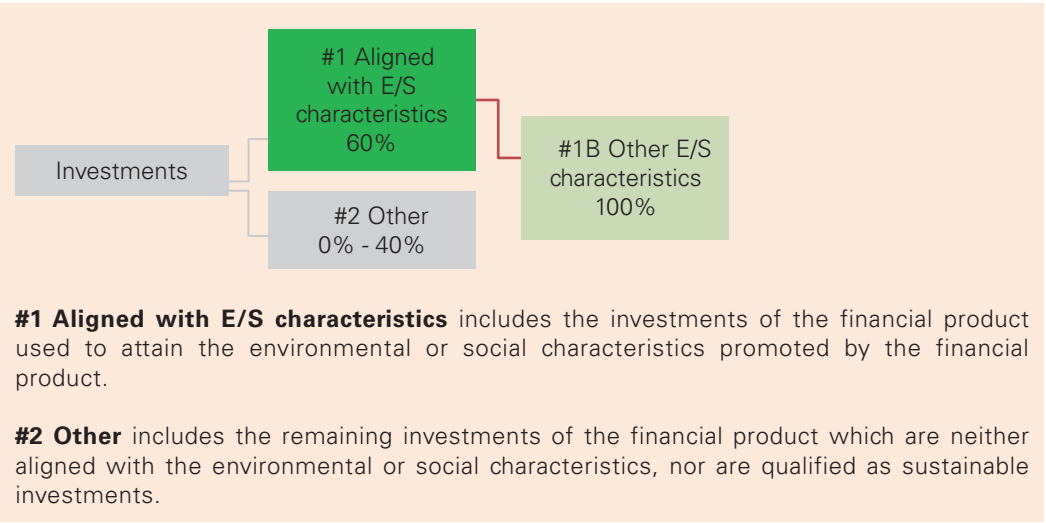 #1 Aligned
with E/S
characteristics
60%
Investments
#1B Other E/S
characteristics
100%
#2 Other
0% - 40%
#1 Aligned with E/S characteristics includes the investments of the financial product
used to attain the environmental or social characteristics promoted by the financial
product.
#2 Other includes the remaining investments of the financial product which are neither
aligned with the environmental or social characteristics, nor are qualified as sustainable
investments.